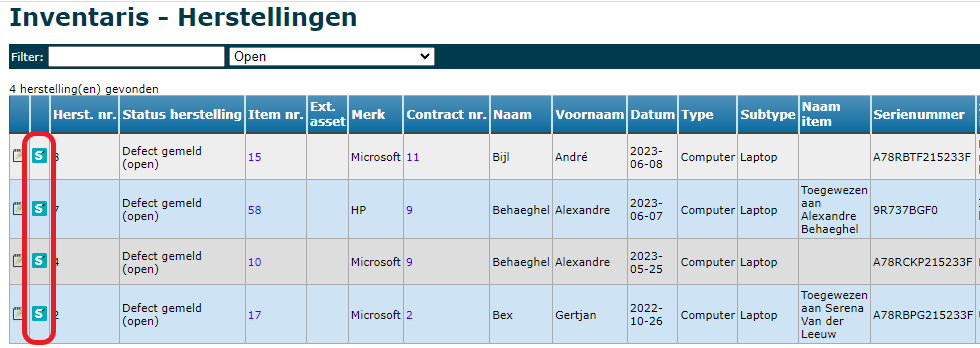 Inventaris - Herstellingen
Filter: Open
4 herstelling(en) gevonden
Herst. nr. Status herstelling Item nr. Ext. asset Merk Contract nr. Naam Voornaam Datum Type Subtype Naam item Serienummer
8 Defect gemeld (open) 15 Microsoft 11 Bijl André 2023-06-08 Computer Laptop A78RBTF215233F
7 Defect gemeld (open) 58 HP 9 Behaeghel Alexandre 2023-06-07 Computer Laptop Toegewezen aan Alexandre Behaeghel 9R737BGF0
4 Defect gemeld (open) 10 Microsoft 9 Behaeghel Alexandre 2023-05-25 Computer Laptop A78RCKP215233F
2 Defect gemeld (open) 17 Microsoft 2 Bex Gertjan 2022-10-26 Computer Laptop Toegewezen aan Serena Van der Leeuw A78RBPG215233F